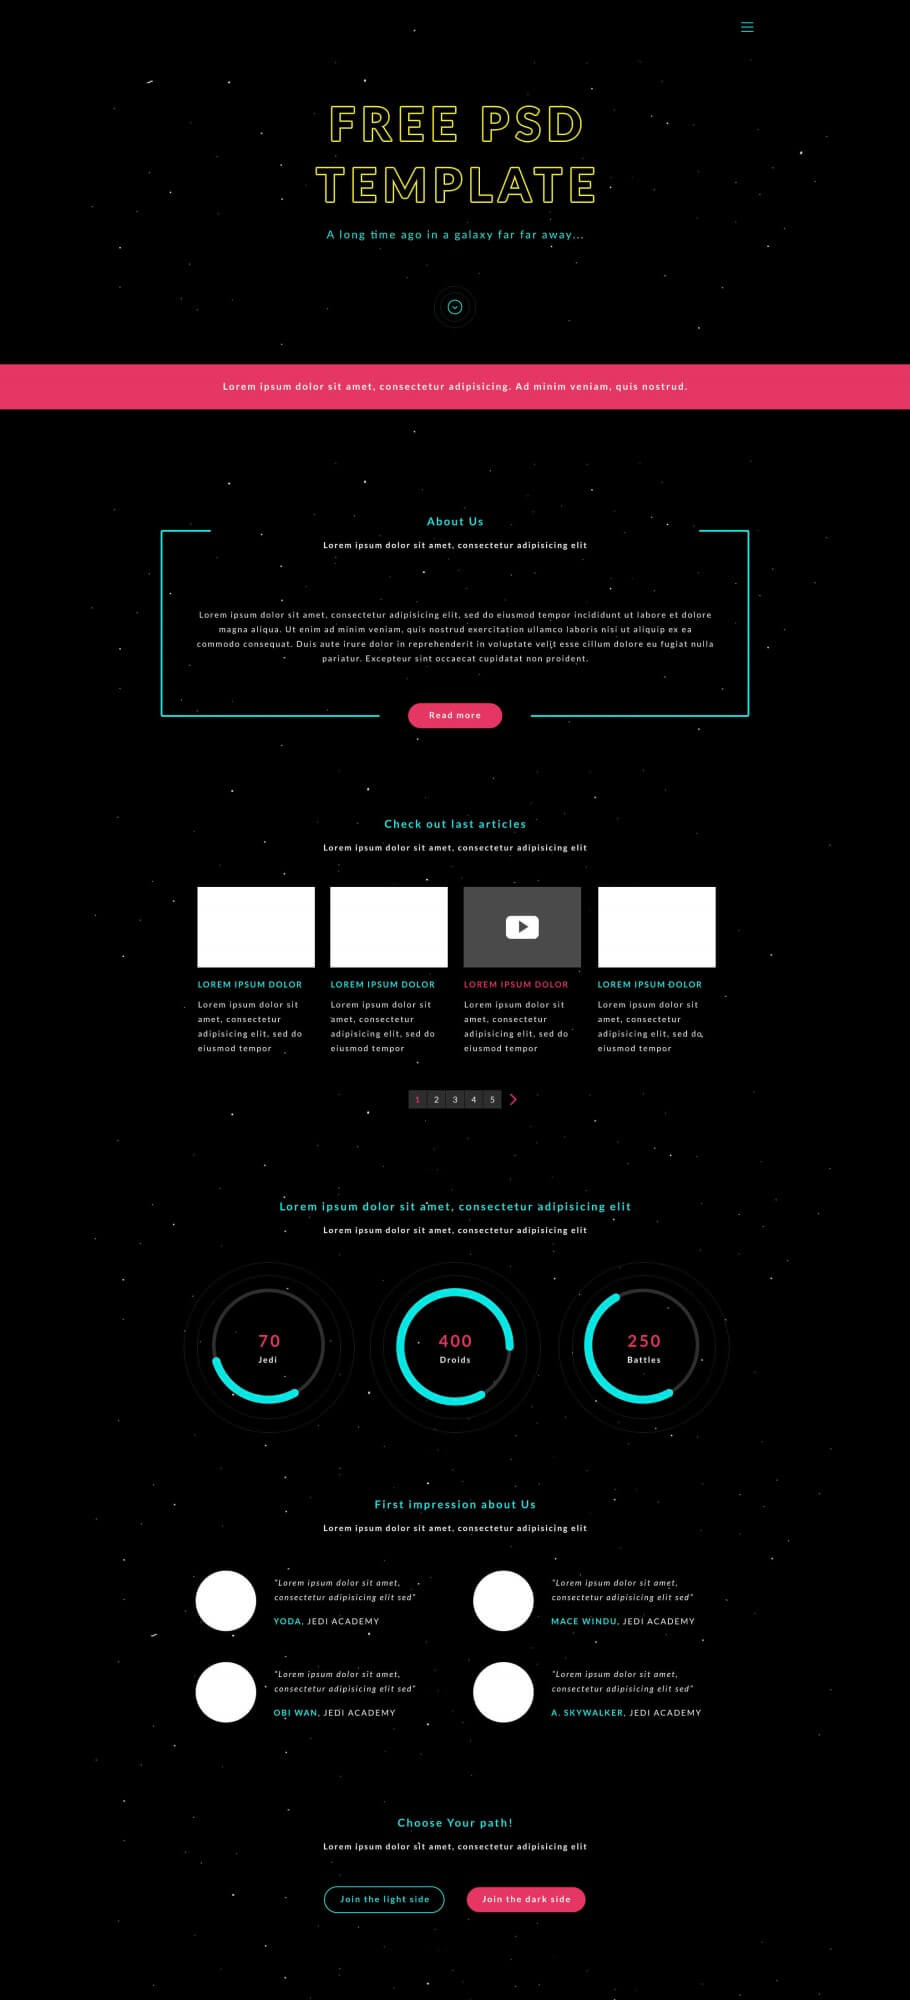 FREE PSD
TEMPLATE
A long time ago in a galaxy far far away...
Lorem ipsum dolor sit amet, consectetur adipisicing. Ad minim veniam, quis nostrud.
About Us
Lorem ipsum dolor sit amet, consectetur adipisicing elit
Lorem ipsum dolor sit amet, consectetur adipisicing elit, sed do eiusmod tempor incididunt ut labore et dolore
magna aliqua. Ut enim ad minim veniam, quis nostrud exercitation ullamco laboris nisi ut aliquip ex ea
commodo consequat. Duis aute irure dolor in reprehenderit in voluptate velit esse cillum dolore eu fugiat nulla
pariatur. Excepteur sint occaecat cupidatat non proident.
Read more
Check out last articles
Lorem ipsum dolor sit amet, consectetur adipisicing elit
LOREM IPSUM DOLOR
Lorem ipsum dolor sit
amet, consectetur
adipisicing elit, sed do
eiusmod tempor
LOREM IPSUM DOLOR
Lorem ipsum dolor sit
amet, consectetur
adipisicing elit, sed do
eiusmod tempor
LOREM IPSUM DOLOR
Lorem ipsum dolor sit
amet, consectetur
adipisicing elit, sed do
eiusmod tempor
LOREM IPSUM DOLOR
Lorem ipsum dolor sit
amet, consectetur
adipisicing elit, sed do
eiusmod tempor
1 2 3 4 5
Lorem ipsum dolor sit amet, consectetur adipisicing elit
Lorem ipsum dolor sit amet, consectetur adipisicing elit
70
Jedi
400
Droids
250
Battles
First impression about Us
Lorem ipsum dolor sit amet, consectetur adipisicing elit
"Lorem ipsum dolor sit amet,
consectetur adipisicing elit sed"
YODA, JEDI ACADEMY
"Lorem ipsum dolor sit amet,
consectetur adipisicing elit sed"
MACE WINDU, JEDI ACADEMY
"Lorem ipsum dolor sit amet,
consectetur adipisicing elit sed"
OBI WAN, JEDI ACADEMY
"Lorem ipsum dolor sit amet,
consectetur adipisicing elit sed"
A. SKYWALKER, JEDI ACADEMY
Choose Your path!
Lorem ipsum dolor sit amet, consectetur adipisicing elit
Join the light side
Join the dark side